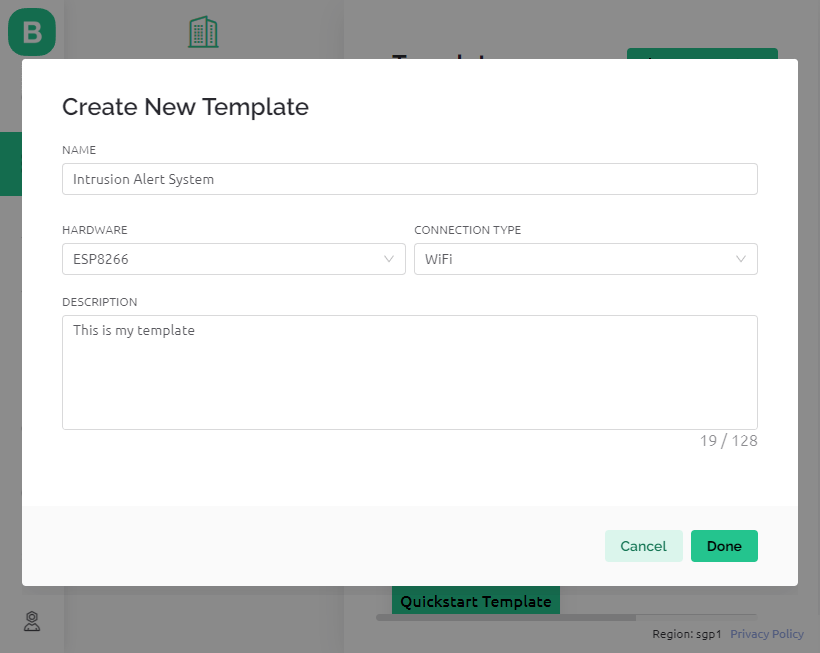 B
Create New Template
NAME
Intrusion Alert System
HARDWARE
CONNECTION TYPE
ESP8266
WiFi
DESCRIPTION
This is my template
19 / 128
Cancel
Done
Quickstart Template
Region: sgp1 Privacy Policy